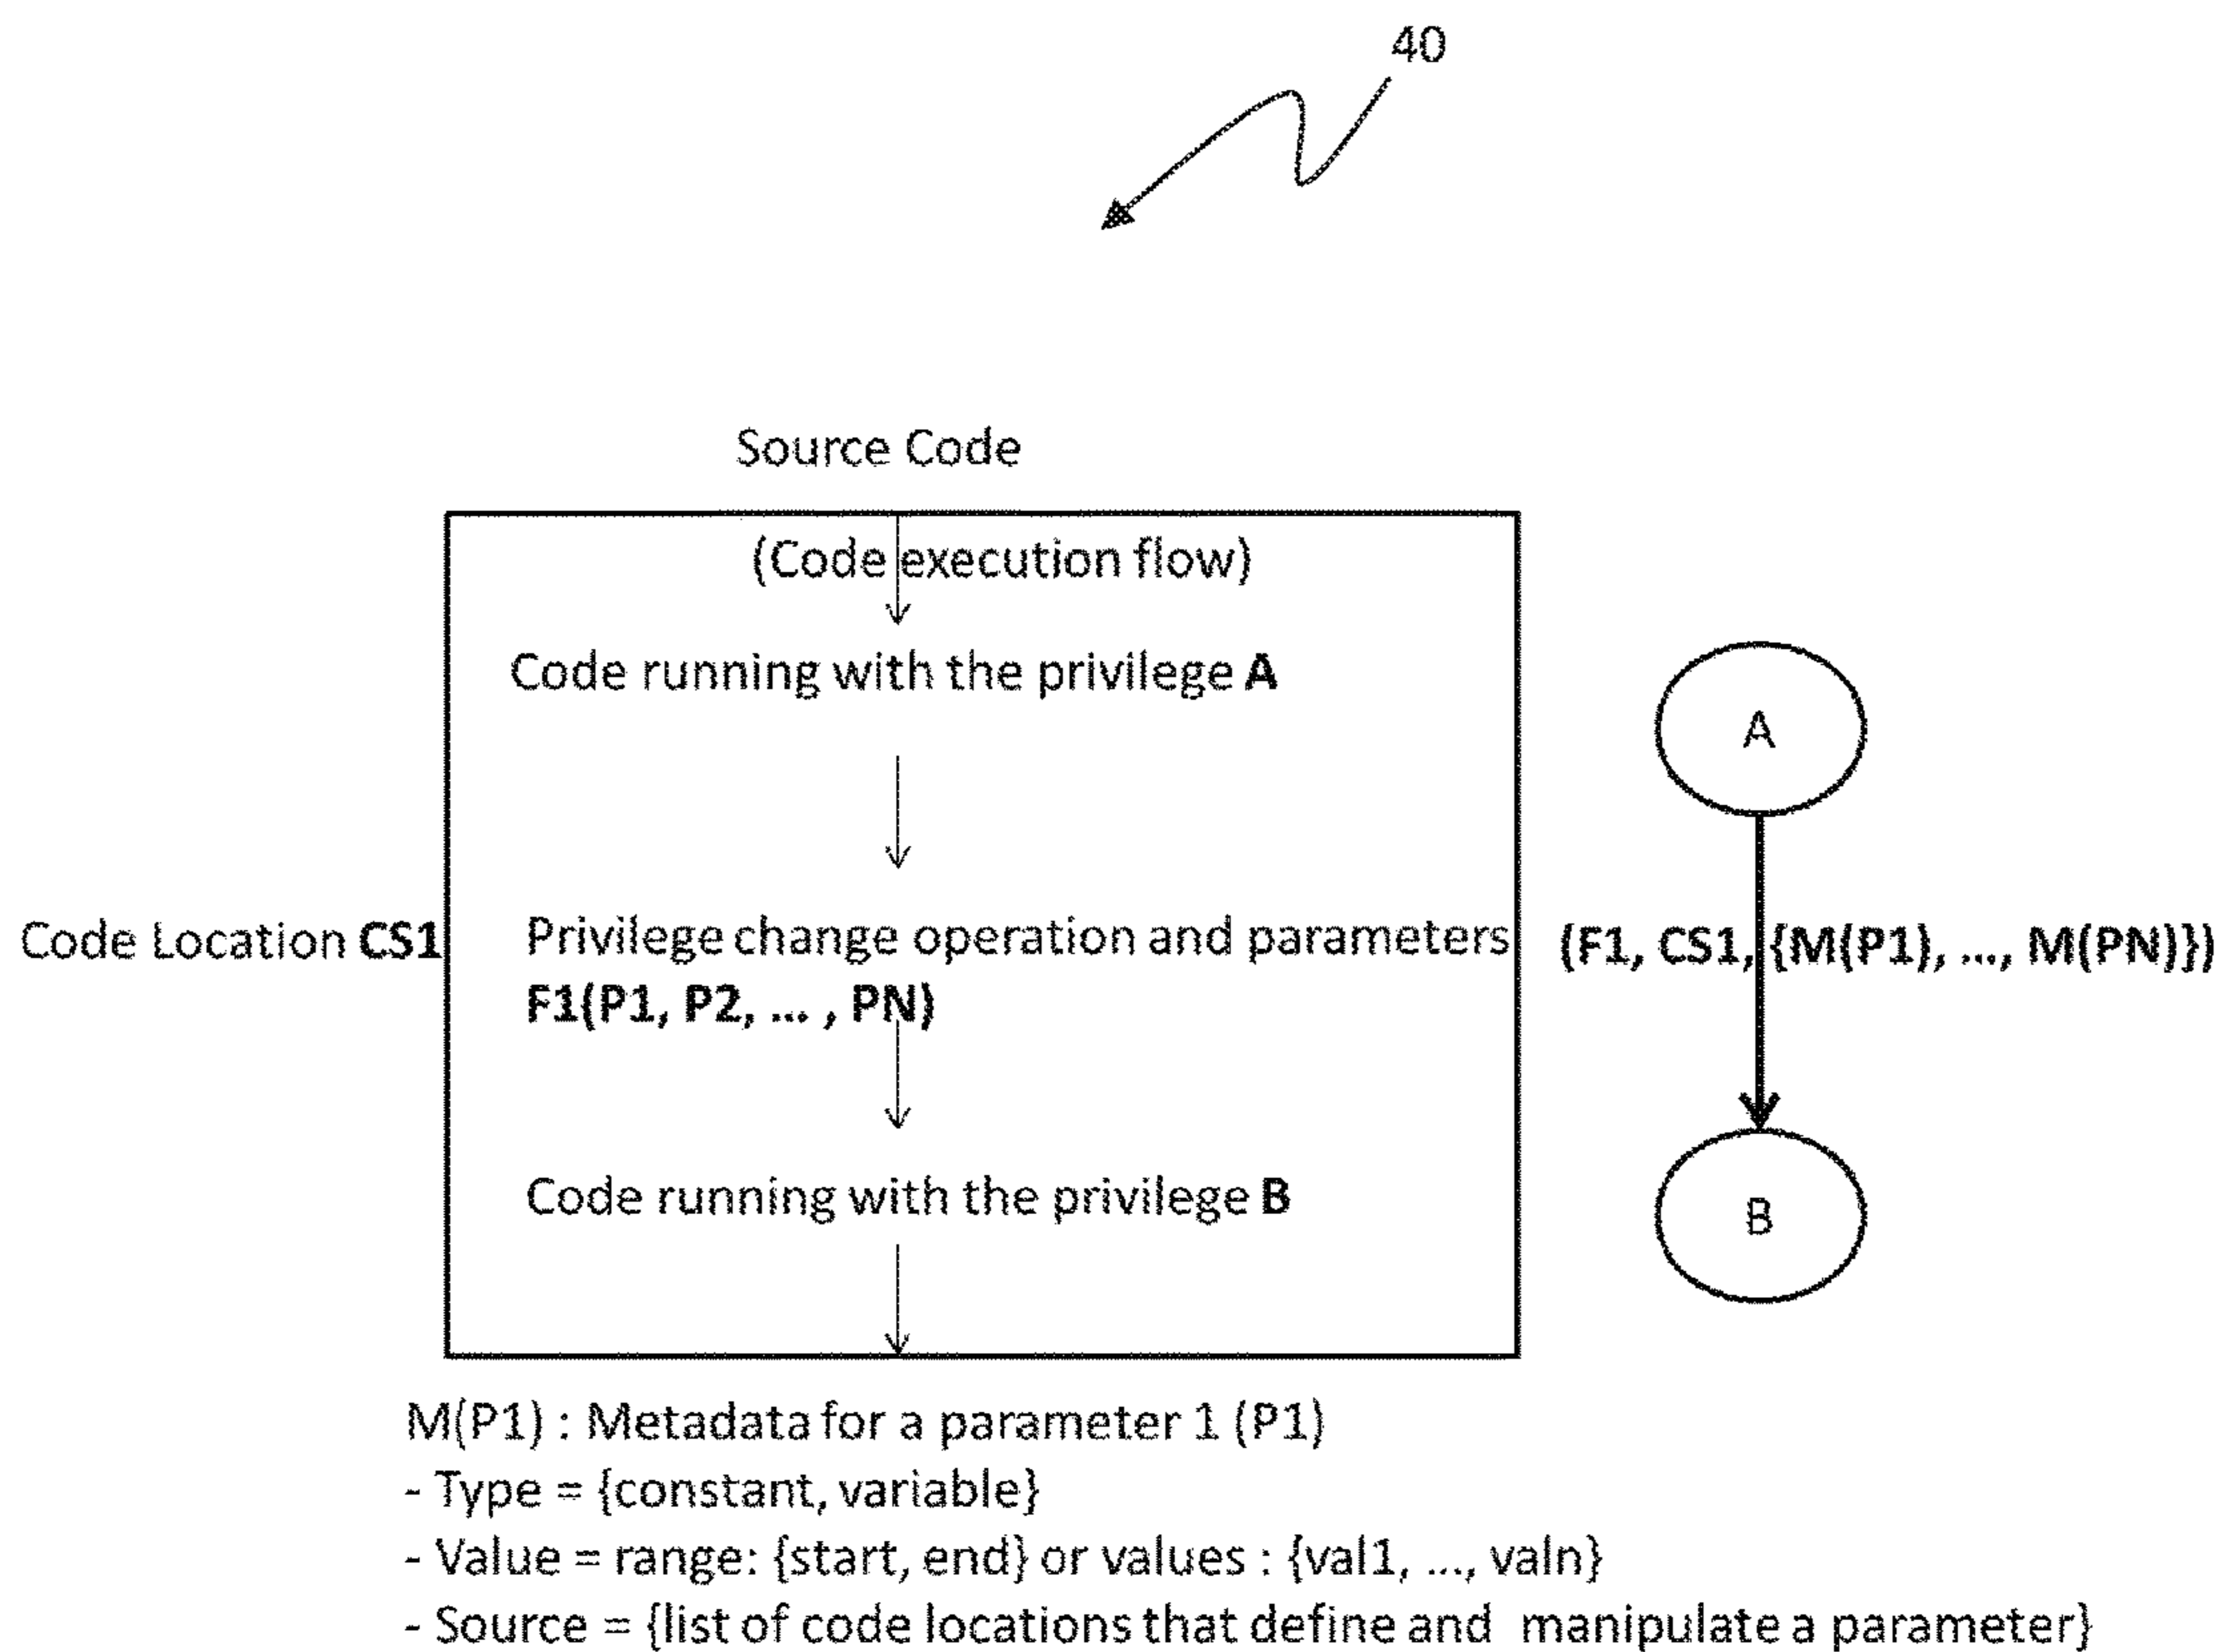 40
Source Code
(Code execution flow)
Code running with the privilege A
A
Code Location CS1
Privilege change operation and parameters
F1(P1, P2, ... , PN)
(F1, CS1, {M(P1), ..., M(PN)})
Code running with the privilege B
B
M(P1) : Metadata for a parameter 1 (P1)
- Type = {constant, variable}
- Value = range: {start, end} or values : {val1, ..., valn}
- Source = {list of code locations that define and manipulate a parameter}